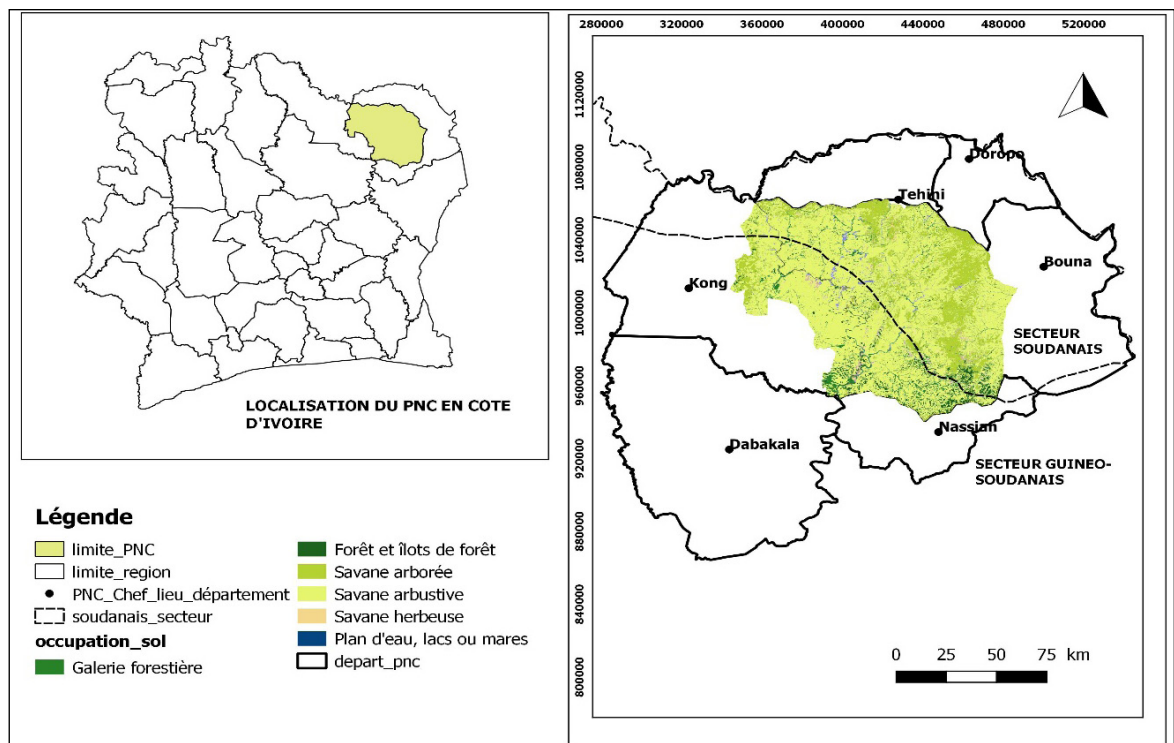 LOCALISATION DU PNC EN COTE
D'IVOIRE
Légende
limite_PNC
limite_region
PNC_Chef_lieu_département
soudanais_secteur
occupation_sol
Galerie forestière
Forêt et îlots de forêt
Savane arborée
Savane arbustive
Savane herbeuse
Plan d'eau, lacs ou mares
depart_pnc
280000 320000 360000 400000 440000 480000 520000
1120000
1080000
1040000
1000000
960000
920000
880000
840000
800000
Doropo
Tehini
Bouna
Kong
SECTEUR
SOUDANAIS
Nassian
Dabakala
SECTEUR GUINEO-
SOUDANAIS
0 25 50 75 km